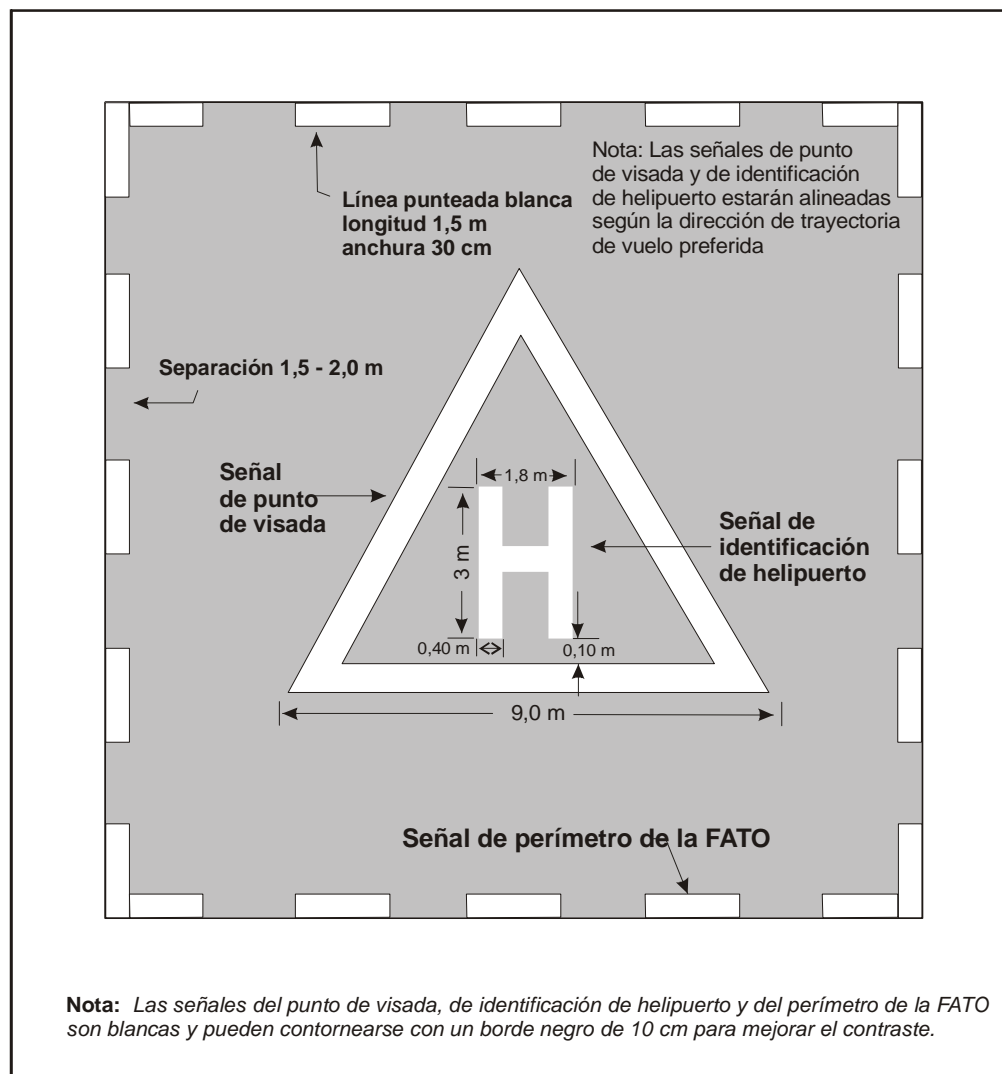 Nota: Las señales de punto
de visada y de identificación
de helipuerto estarán alineadas
según la dirección de trayectoria
de vuelo preferida
Línea punteada blanca
longitud 1,5 m
anchura 30 cm
Separación 1,5 - 2,0 m
Señal
de punto
de visada
1,8 m
3 m
Señal de
identificación
de helipuerto
0,40 m
0,10 m
9,0 m
Señal de perímetro de la FATO
Nota: Las señales del punto de visada, de identificación de helipuerto y del perímetro de la FATO
son blancas y pueden contornearse con un borde negro de 10 cm para mejorar el contraste.